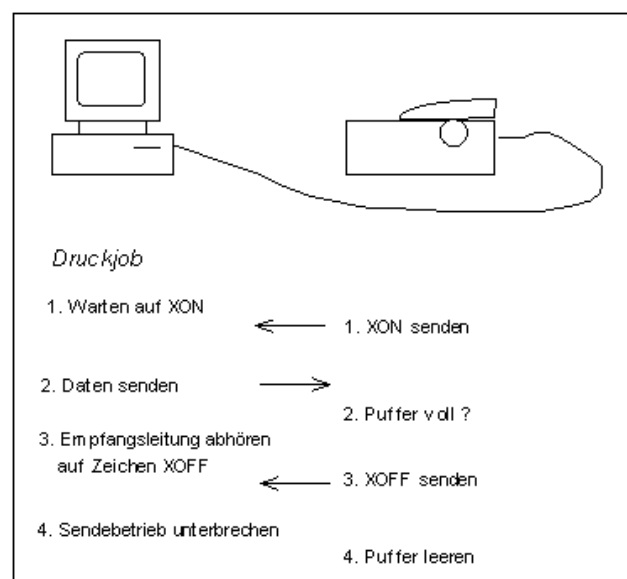 Druckjob
1. Warten auf XON
1. XON senden
2. Daten senden
2. Puffer voll ?
3. Empfangsleitung abhören
auf Zeichen XOFF
3. XOFF senden
4. Sendebetrieb unterbrechen
4. Puffer leeren